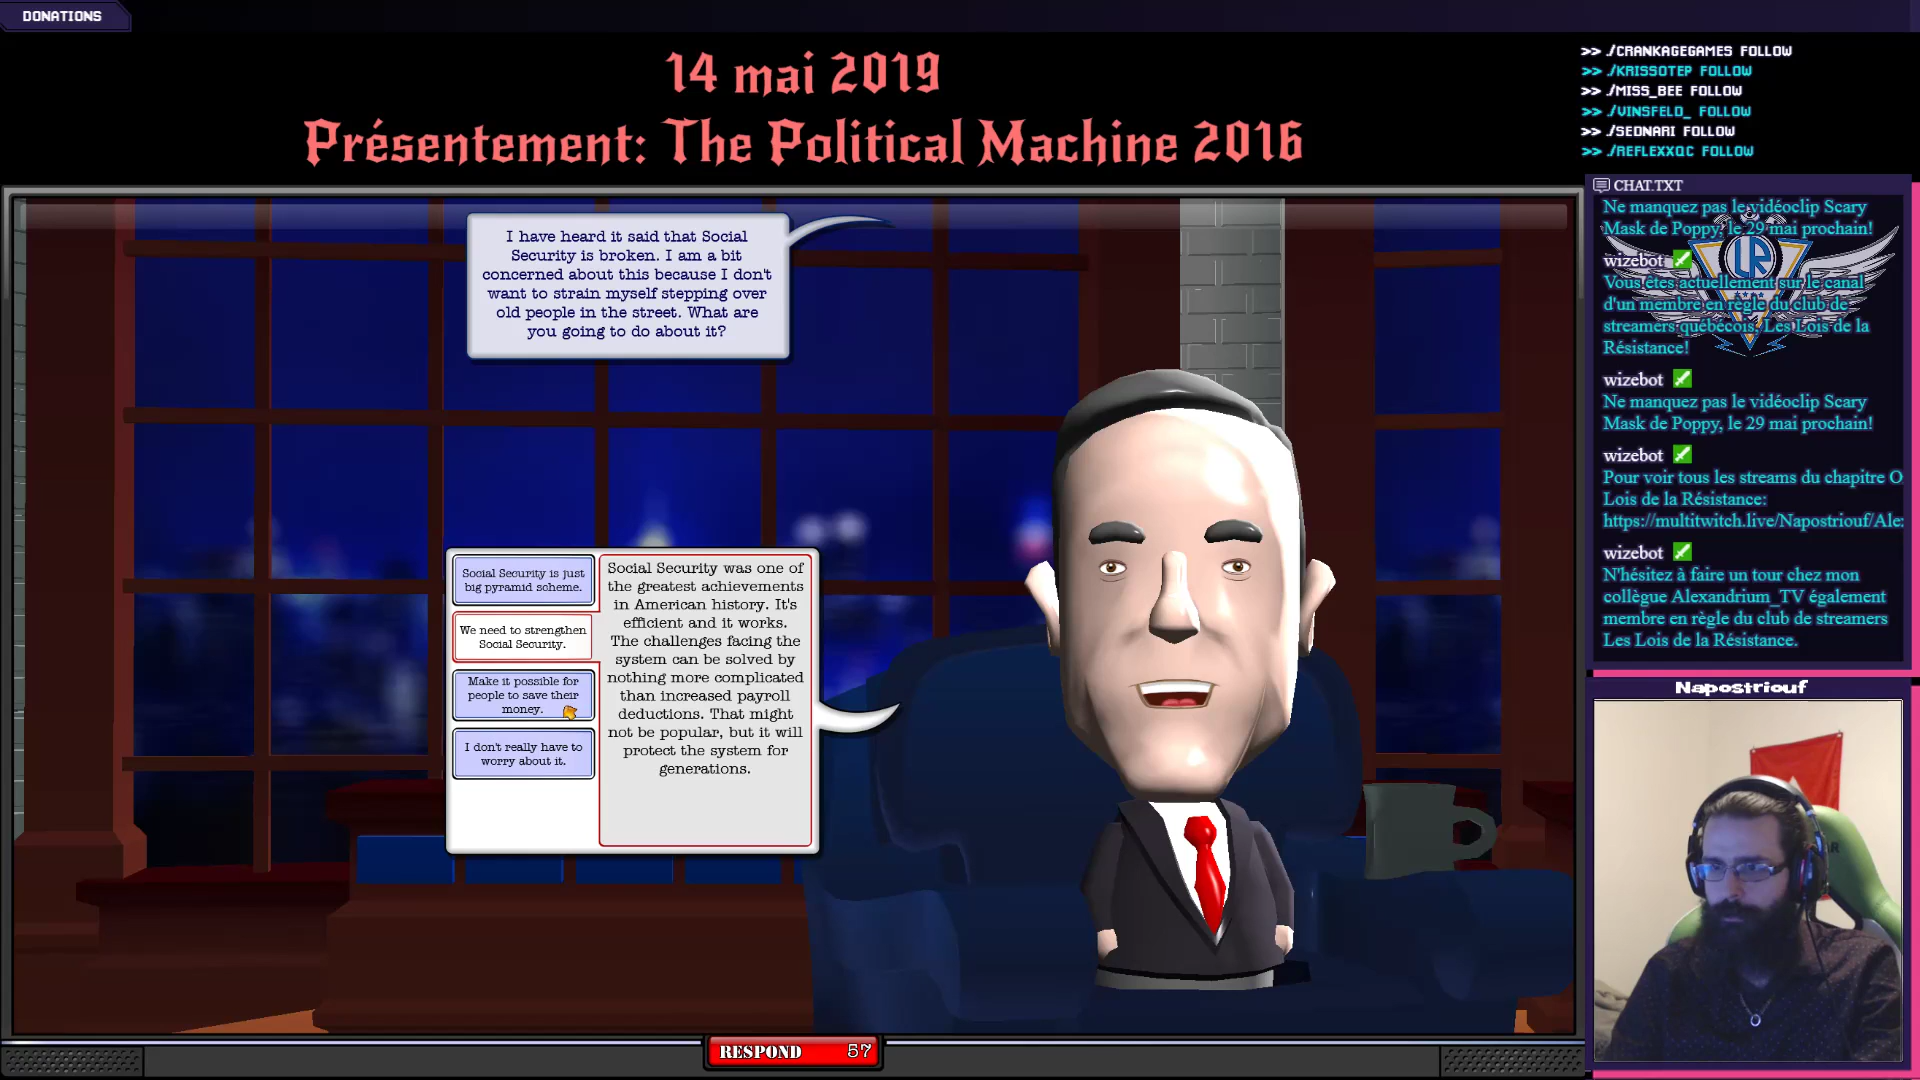 DONATIONS
14 mai 2019
Présentement: The Political Machine 2016
>> ./CRANKAGEGAMES FOLLOW
>> ./KRISSOTEP FOLLOW
>> ./MISS_BEE FOLLOW
>> ./VINSFELD_ FOLLOW
>> ./SEDNARI FOLLOW
>> ./REFLEXXQC FOLLOW
CHAT.TXT
Ne manquez pas le vidéoclip Scary
Mask de Poppy, le 29 mai prochain!
wizebot
Vous êtes actuellement sur le canal
d'un membre en règle du club de
streamers québécois, Les Lois de la
Résistance!
wizebot
Ne manquez pas le vidéoclip Scary
Mask de Poppy, le 29 mai prochain!
wizebot
Pour voir tous les streams du chapitre O
Lois de la Résistance:
https://multitwitch.live/Napostriouf/Ale
wizebot
N'hésitez à faire un tour chez mon
collègue Alexandrium_TV également
membre en règle du club de streamers
Les Lois de la Résistance.
LR
Napostriouf
I have heard it said that Social
Security is broken. I am a bit
concerned about this because I don't
want to strain myself stepping over
old people in the street. What are
you going to do about it?
Social Security is just
big pyramid scheme.
We need to strengthen
Social Security.
Make it possible for
people to save their
money.
I don't really have to
worry about it.
Social Security was one of
the greatest achievements
in American history. It's
efficient and it works.
The challenges facing the
system can be solved by
nothing more complicated
than increased payroll
deductions. That might
not be popular, but it will
protect the system for
generations.
RESPOND 57